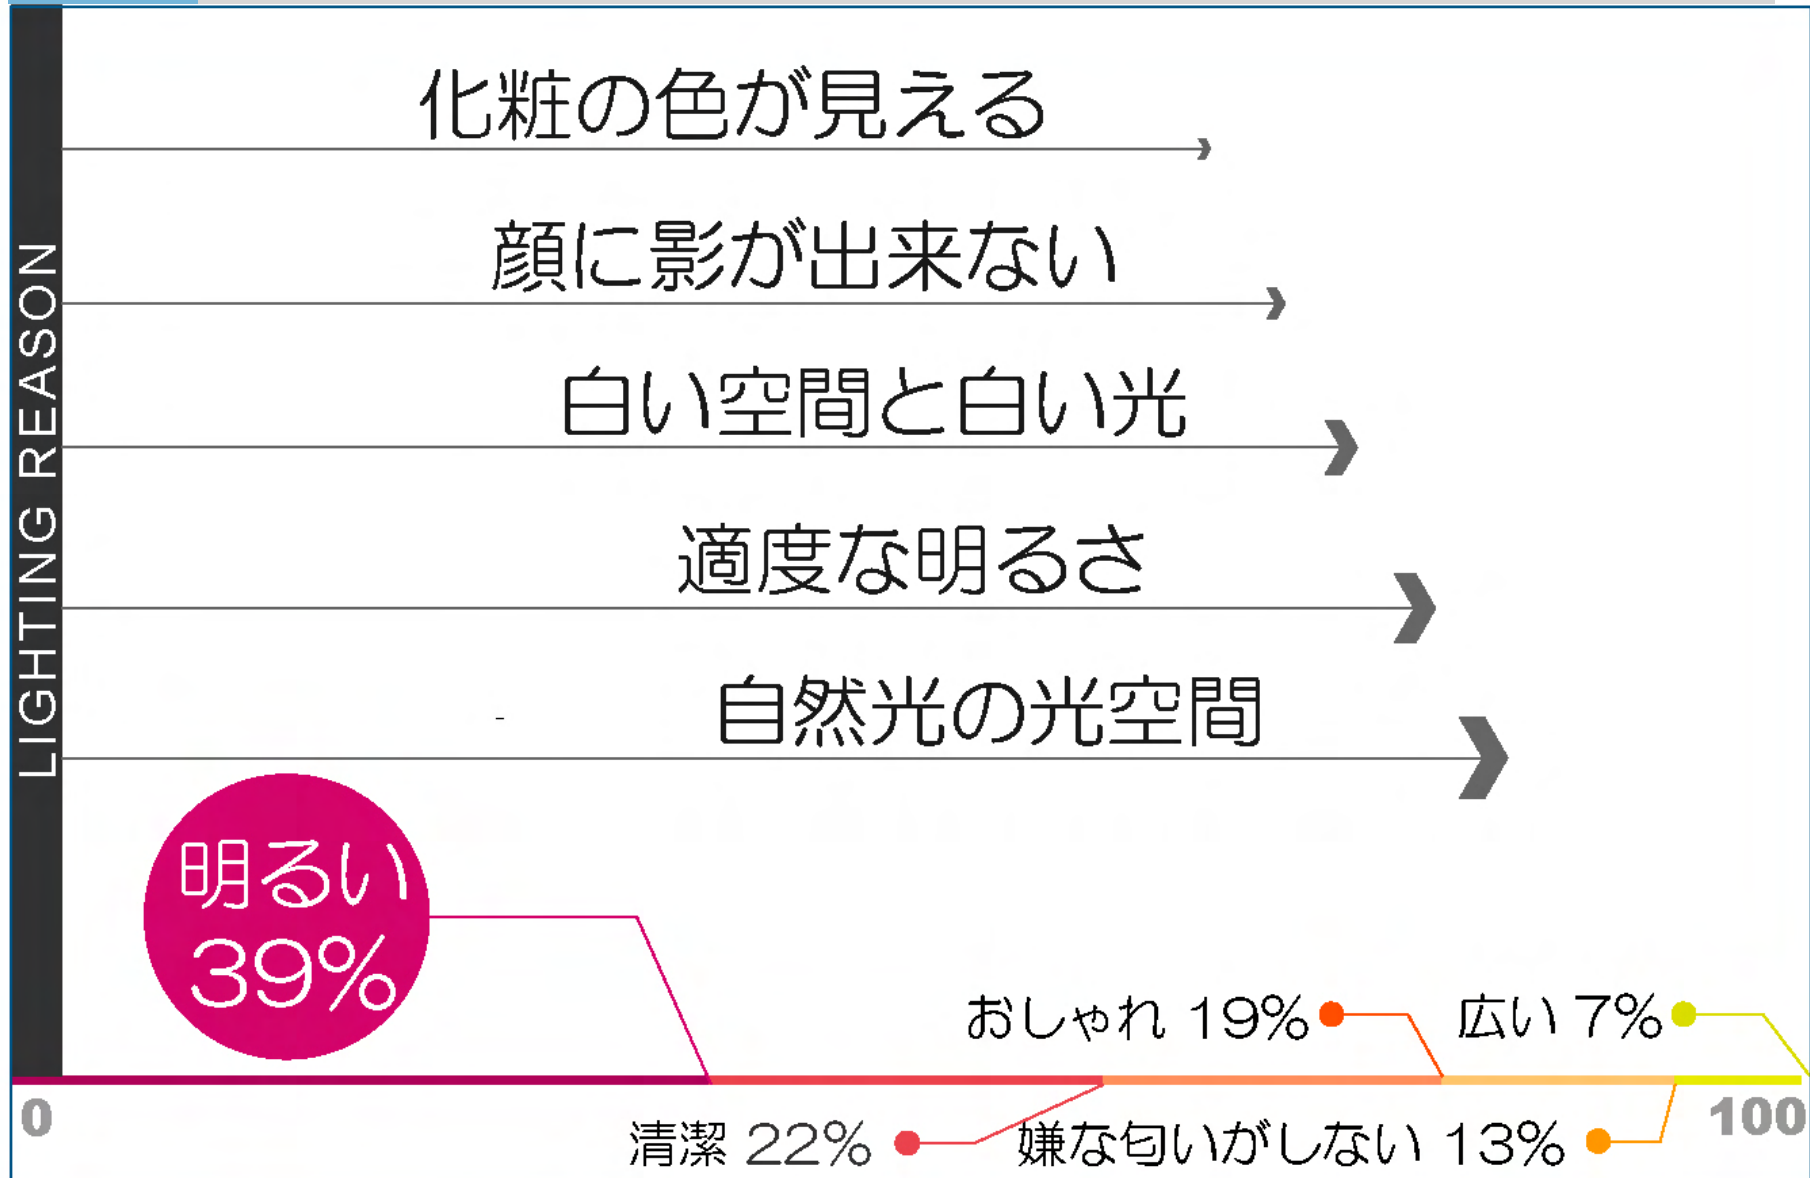 LIGHTING REASON
化粧の色が見える
顔に影が出来ない
白い空間と白い光
適度な明るさ
自然光の光空間
明るい
39%
おしゃれ 19%
広い 7%
0
100
清潔 22%
嫌な匂いがしない 13%